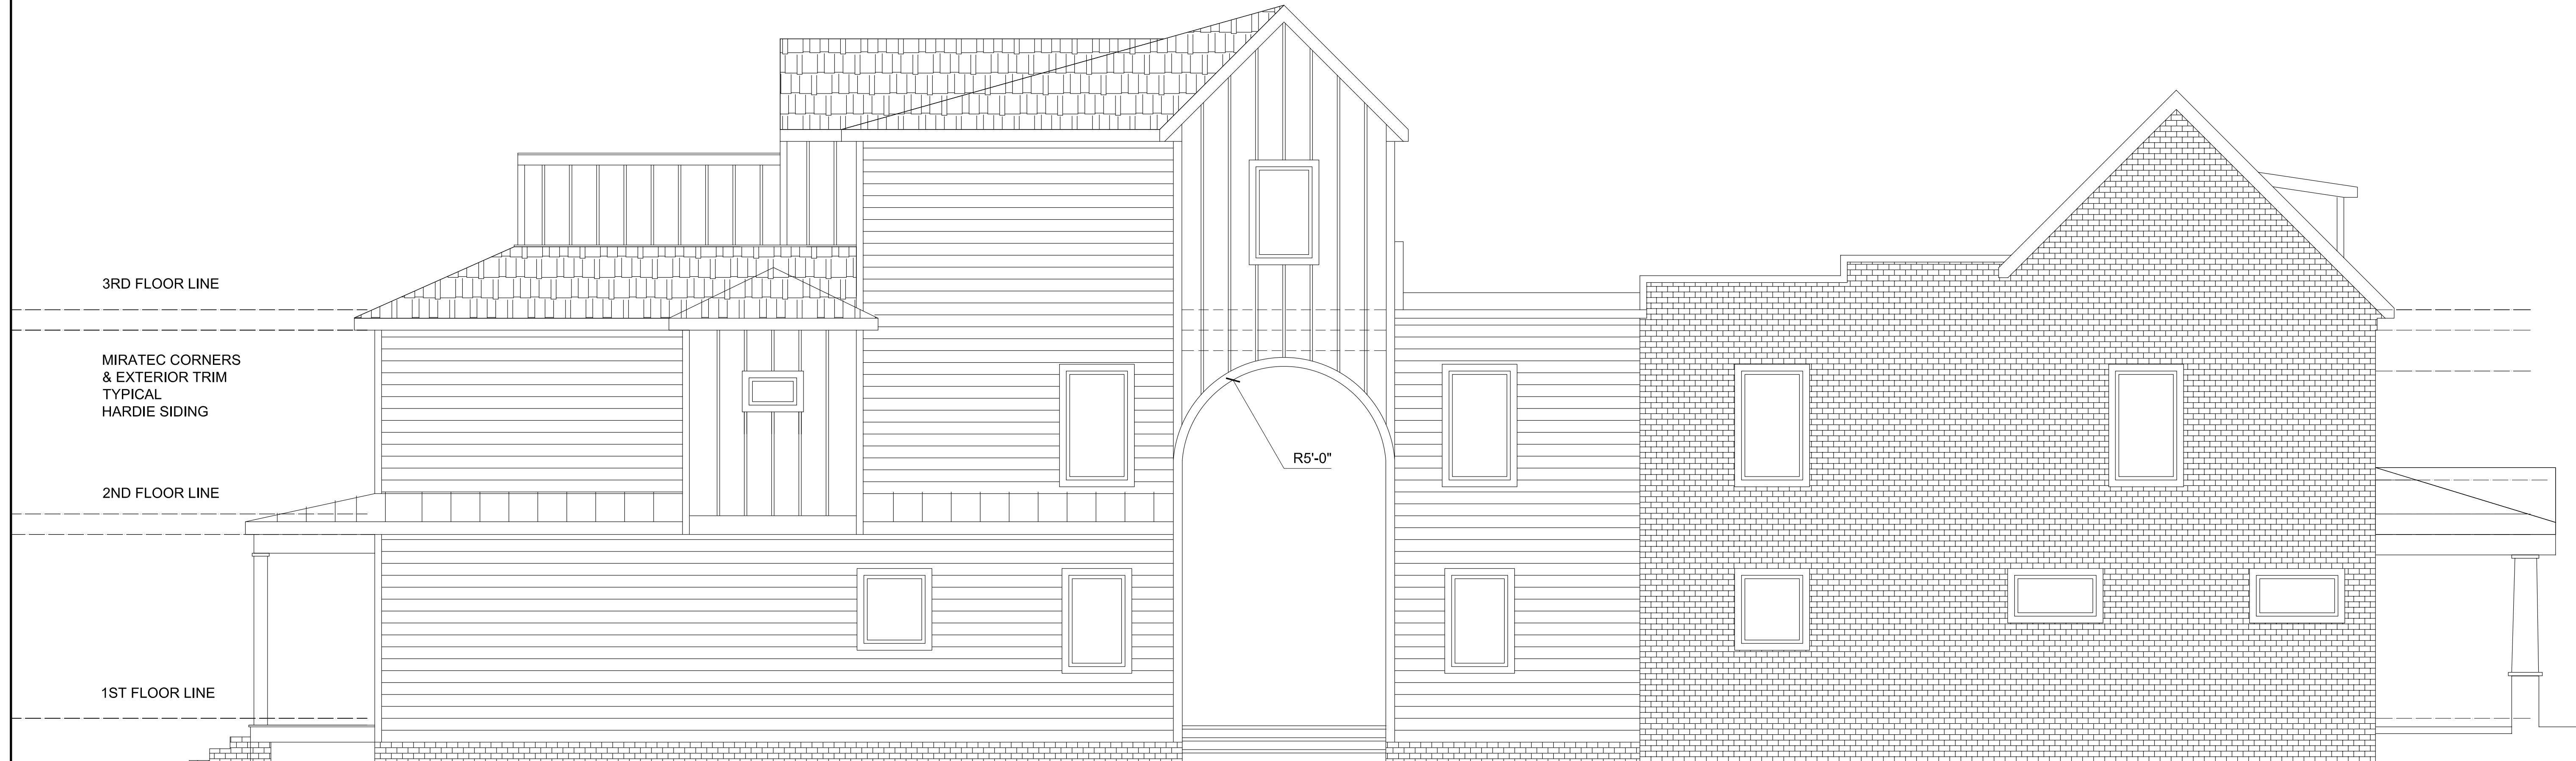 3RD FLOOR LINE
MIRATEC CORNERS
& EXTERIOR TRIM
TYPICAL
HARDIE SIDING
R5'-0"
2ND FLOOR LINE
1ST FLOOR LINE